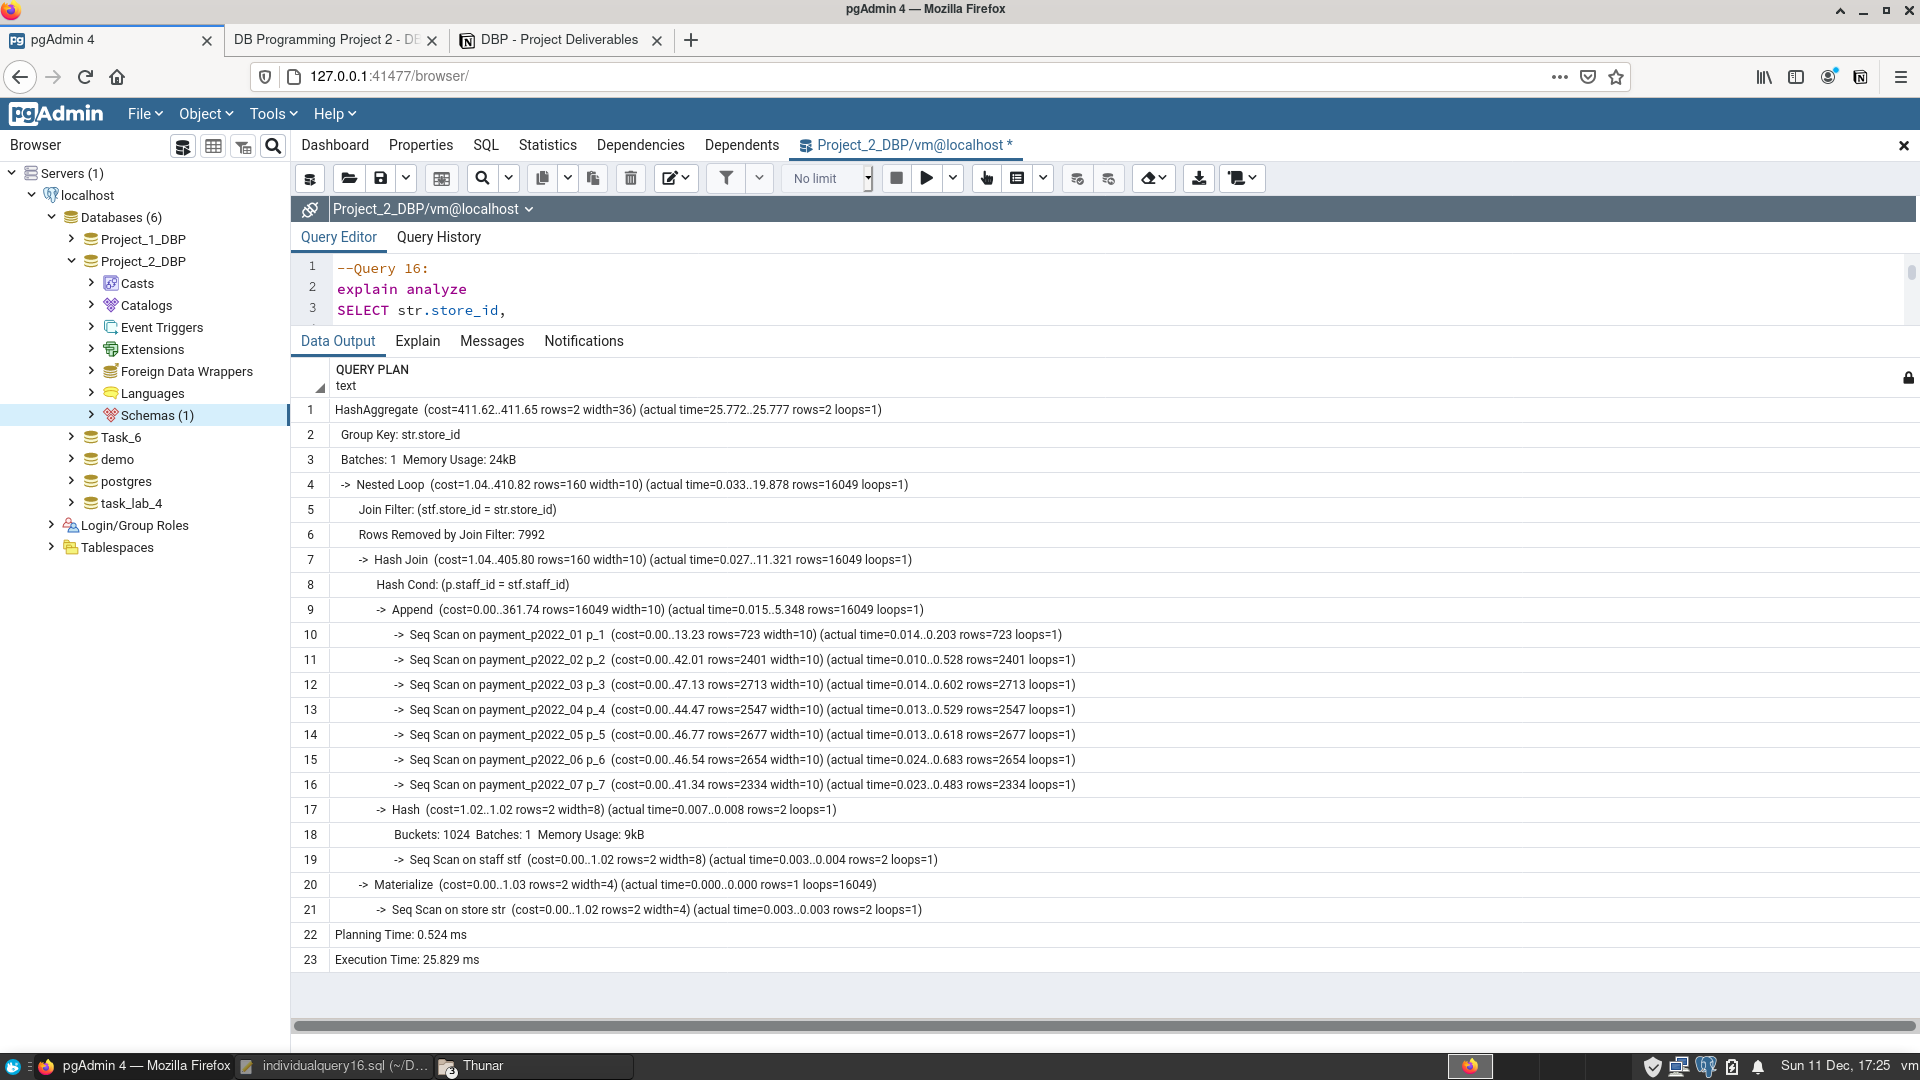 pgAdmin 4 — Mozilla Firefox
pgAdmin 4
DB Programming Project 2 - DE
DBP - Project Deliverables
127.0.0.1:41477/browser/
pgAdmin
File Object Tools Help
Browser
Dashboard Properties SQL Statistics Dependencies Dependents Project_2_DBP/vm@localhost *
Servers (1)
localhost
Databases (6)
Project_1_DBP
Project_2_DBP
Casts
Catalogs
Event Triggers
Extensions
Foreign Data Wrappers
Languages
Schemas (1)
Task_6
demo
postgres
task_lab_4
Login/Group Roles
Tablespaces
No limit
Project_2_DBP/vm@localhost
Query Editor Query History
1 --Query 16:
2 explain analyze
3 SELECT str.store_id,
Data Output Explain Messages Notifications
QUERY PLAN
text
1 HashAggregate (cost=411.62..411.65 rows=2 width=36) (actual time=25.772..25.777 rows=2 loops=1)
2 Group Key: str.store_id
3 Batches: 1 Memory Usage: 24kB
4 -> Nested Loop (cost=1.04..410.82 rows=160 width=10) (actual time=0.033..19.878 rows=16049 loops=1)
5 Join Filter: (stf.store_id = str.store_id)
6 Rows Removed by Join Filter: 7992
7 -> Hash Join (cost=1.04..405.80 rows=160 width=10) (actual time=0.027..11.321 rows=16049 loops=1)
8 Hash Cond: (p.staff_id = stf.staff_id)
9 -> Append (cost=0.00..361.74 rows=16049 width=10) (actual time=0.015..5.348 rows=16049 loops=1)
10 -> Seq Scan on payment_p2022_01 p_1 (cost=0.00..13.23 rows=723 width=10) (actual time=0.014..0.203 rows=723 loops=1)
11 -> Seq Scan on payment_p2022_02 p_2 (cost=0.00..42.01 rows=2401 width=10) (actual time=0.010..0.528 rows=2401 loops=1)
12 -> Seq Scan on payment_p2022_03 p_3 (cost=0.00..47.13 rows=2713 width=10) (actual time=0.014..0.602 rows=2713 loops=1)
13 -> Seq Scan on payment_p2022_04 p_4 (cost=0.00..44.47 rows=2547 width=10) (actual time=0.013..0.529 rows=2547 loops=1)
14 -> Seq Scan on payment_p2022_05 p_5 (cost=0.00..46.77 rows=2677 width=10) (actual time=0.013..0.618 rows=2677 loops=1)
15 -> Seq Scan on payment_p2022_06 p_6 (cost=0.00..46.54 rows=2654 width=10) (actual time=0.024..0.683 rows=2654 loops=1)
16 -> Seq Scan on payment_p2022_07 p_7 (cost=0.00..41.34 rows=2334 width=10) (actual time=0.023..0.483 rows=2334 loops=1)
17 -> Hash (cost=1.02..1.02 rows=2 width=8) (actual time=0.007..0.008 rows=2 loops=1)
18 Buckets: 1024 Batches: 1 Memory Usage: 9kB
19 -> Seq Scan on staff stf (cost=0.00..1.02 rows=2 width=8) (actual time=0.003..0.004 rows=2 loops=1)
20 -> Materialize (cost=0.00..1.03 rows=2 width=4) (actual time=0.000..0.000 rows=1 loops=16049)
21 -> Seq Scan on store str (cost=0.00..1.02 rows=2 width=4) (actual time=0.003..0.003 rows=2 loops=1)
22 Planning Time: 0.524 ms
23 Execution Time: 25.829 ms
pgAdmin 4 — Mozilla Firefox
individualquery16.sql (~/D...
3 Thunar
Sun 11 Dec, 17:25 vm